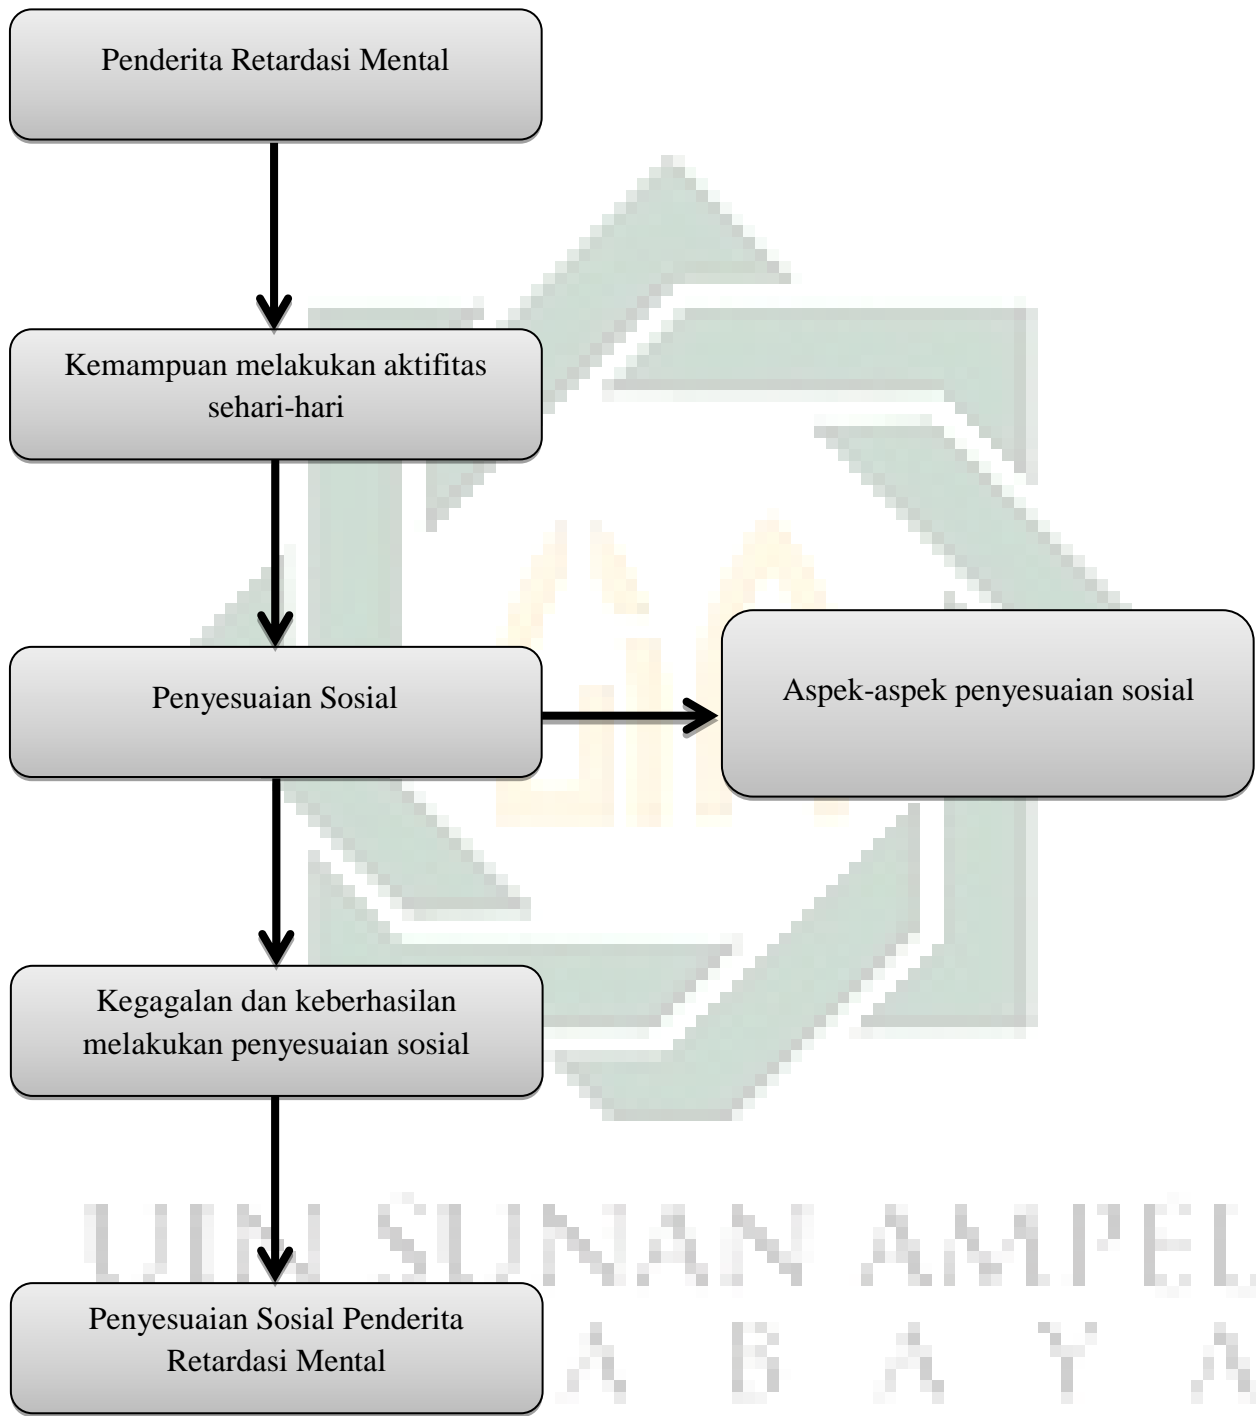 Penderita Retardasi Mental
Kemampuan melakukan aktifitas
sehari-hari
Penyesuaian Sosial
Aspek-aspek penyesuaian sosial
Kegagalan dan keberhasilan
melakukan penyesuaian sosial
UIN SUNAN AMPEL
Penyesuaian Sosial Penderita
Retardasi Mental
A B A Y A